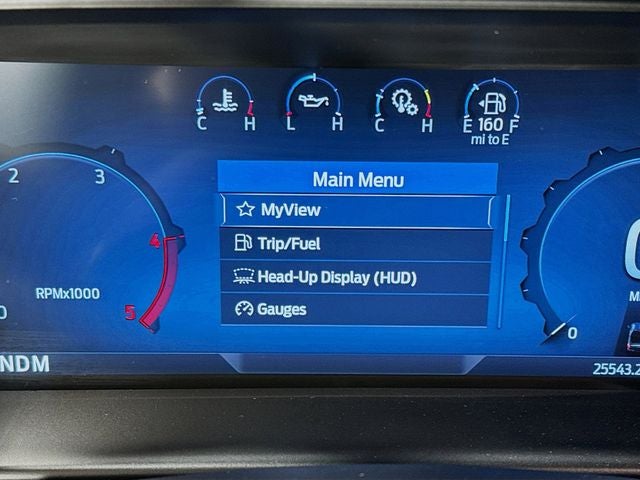 C H
L H
C H
E 160 F
mi to E
Main Menu
MyView
Trip/Fuel
Head-Up Display (HUD)
Gauges
2 3
4
5
0
RPMx1000
0
NDM
25543.2